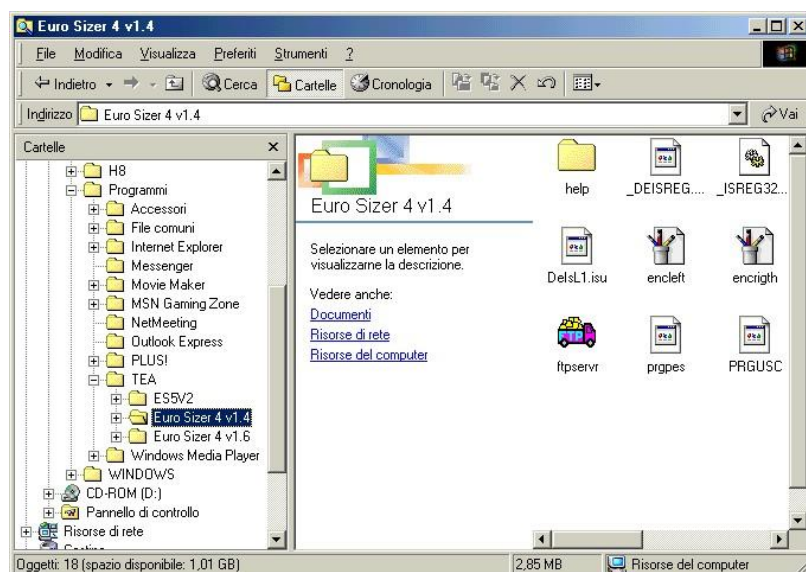 Euro Sizer 4 v1.4
File Modifica Visualizza Preferiti Strumenti ?
Indietro Cerca Cartelle Cronologia
Indirizzo Euro Sizer 4 v1.4 Vai
Cartelle
H8
Programmi
Accessori
File comuni
Internet Explorer
Messenger
Movie Maker
MSN Gaming Zone
NetMeeting
Outlook Express
PLUS!
TEA
ES5V2
Euro Sizer 4 v1.4
Euro Sizer 4 v1.6
Windows Media Player
WINDOWS
CD-ROM (D:)
Pannello di controllo
Risorse di rete
Euro Sizer 4 v1.4
Selezionare un elemento per
visualizzarne la descrizione.
Vedere anche:
Documenti
Risorse di rete
Risorse del computer
help _DEISREG.... _ISREG32...
DeIsL1.isu encleft encrigth
FTP
ftpservr prgpes PRGUSC
Oggetti: 18 (spazio disponibile: 1,01 GB) 2,85 MB Risorse del computer